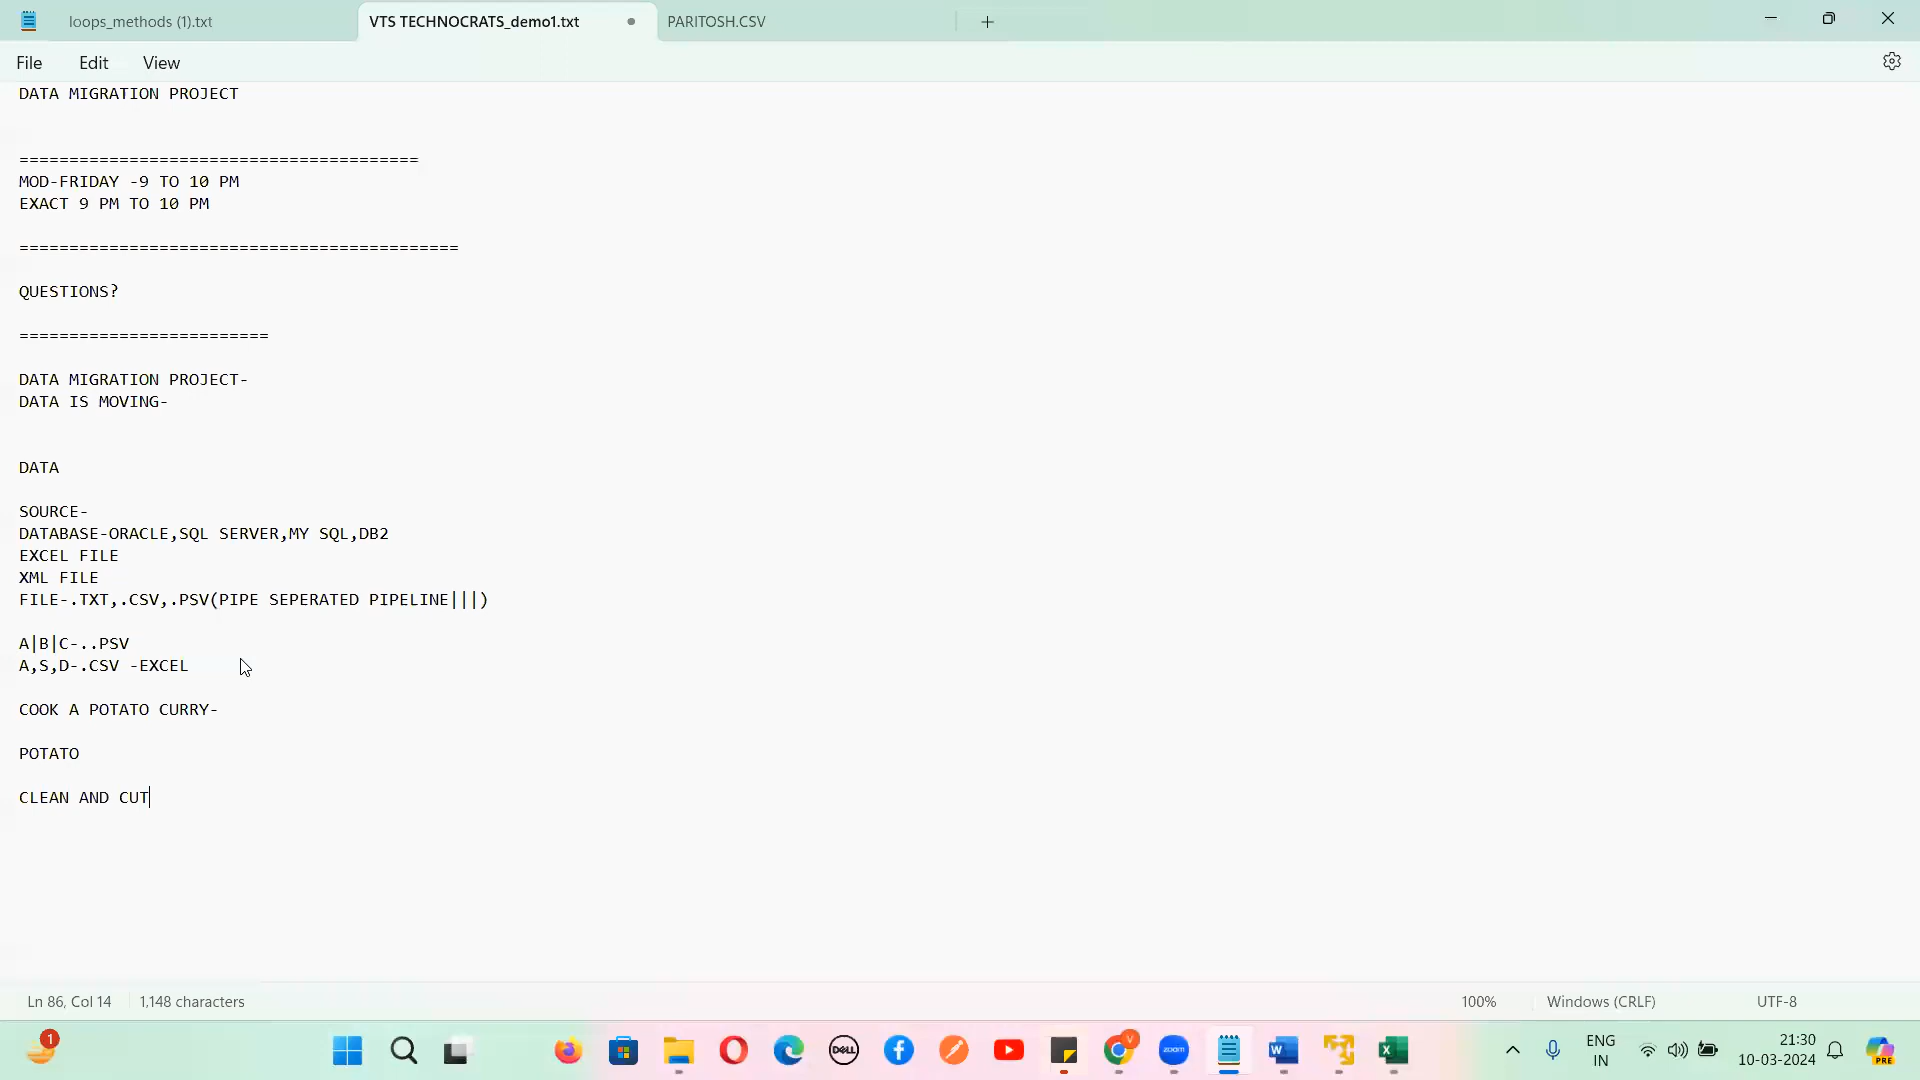 loops_methods (1).txt
VTS TECHNOCRATS_demo1.txt
PARITOSH.CSV
File Edit View
DATA MIGRATION PROJECT
========================================
MOD-FRIDAY -9 TO 10 PM
EXACT 9 PM TO 10 PM
============================================
QUESTIONS?
=========================
DATA MIGRATION PROJECT-
DATA IS MOVING-
DATA
SOURCE-
DATABASE-ORACLE,SQL SERVER,MY SQL,DB2
EXCEL FILE
XML FILE
FILE-.TXT,.CSV,.PSV(PIPE SEPERATED PIPELINE|||)
A|B|C-..PSV
A,S,D-.CSV -EXCEL
COOK A POTATO CURRY-
POTATO
CLEAN AND CUT
Ln 86, Col 14 1,148 characters 100% Windows (CRLF) UTF-8
1
DELL
V
zoom
W
X
ENG
IN
21:30
10-03-2024
PRE